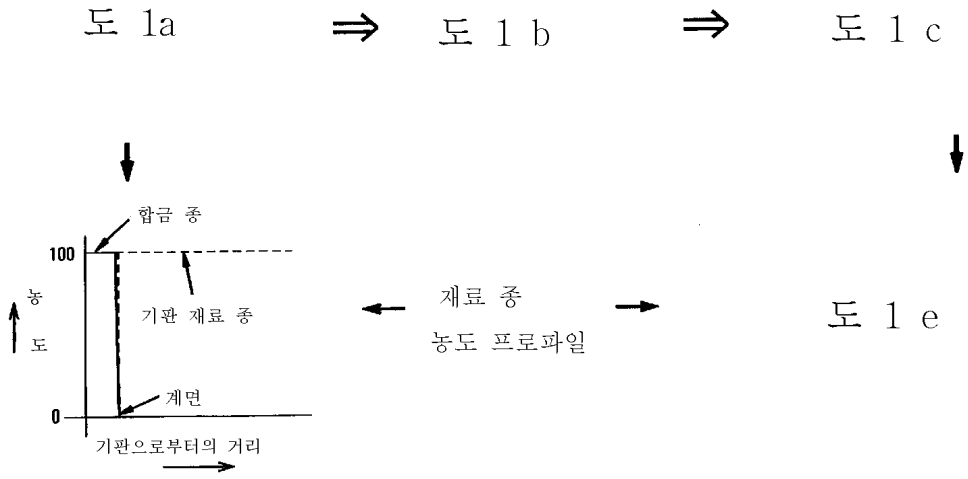 도 1a ⇒ 도 1 b ⇒ 도 1 c
합금 종
100
농
도
기판 재료 종
계면
0
기판으로부터의 거리
재료 종
농도 프로파일
도 1 e